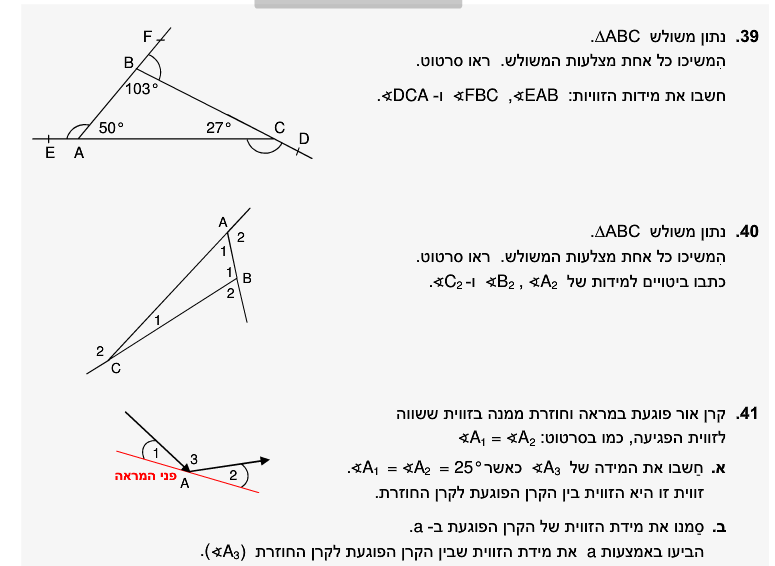 39. נתון משולש ΔABC.
הִמשיכו כל אחת מצלעות המשולש. ראו סרטוט.
חשבו את מידות הזוויות: ∢EAB, ∢FBC ו- ∢DCA.
F
B
103°
50°
27°
C
D
E
A
40. נתון משולש ΔABC.
הִמשיכו כל אחת מצלעות המשולש. ראו סרטוט.
כתבו ביטויים למידות של ∢A₂, ∢B₂ ו- ∢C₂.
A
2
1
1
B
2
1
2
C
41. קרן אור פוגעת במראה וחוזרת ממנה בזווית ששווה
לזווית הפגיעה, כמו בסרטוט: ∢A₁ = ∢A₂
א. חַשבו את המידה של ∢A₃ כאשר ∢A₁ = ∢A₂ = 25°.
זווית זו היא הזווית בין הקרן הפוגעת לקרן החוזרת.
ב. סַמנו את מידת הזווית של הקרן הפוגעת ב- a.
הביעו באמצעות a את מידת הזווית שבין הקרן הפוגעת לקרן החוזרת (∢A₃).
1
3
2
פני המראה
A